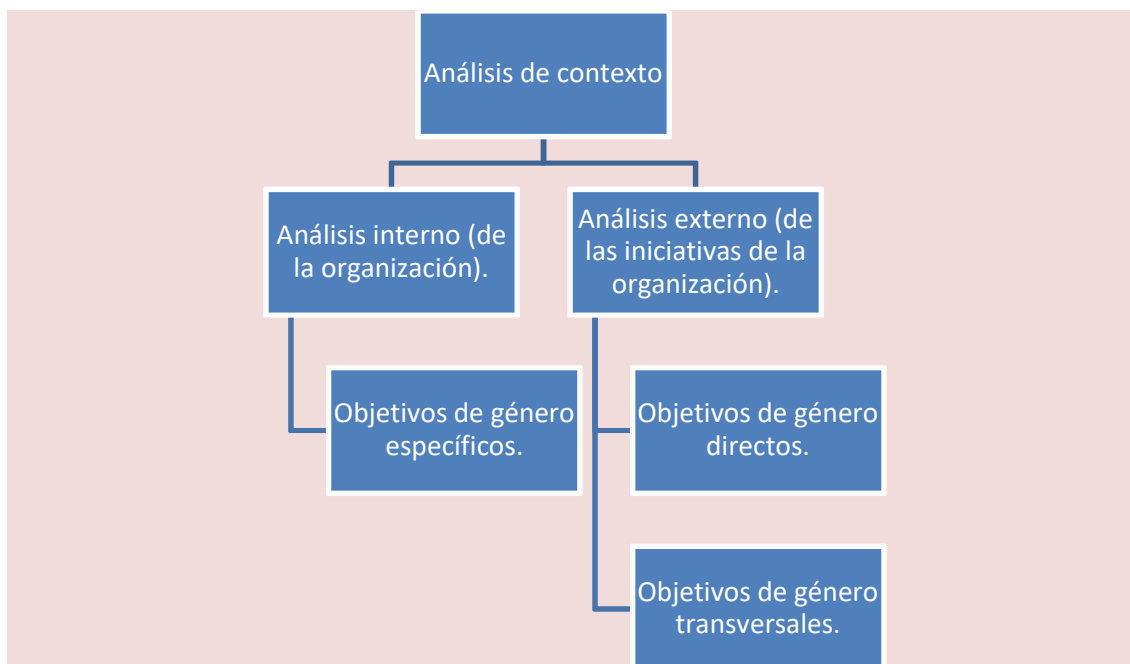 Análisis de contexto
Análisis interno (de
la organización).
Análisis externo (de
las iniciativas de la
organización).
Objetivos de género
específicos.
Objetivos de género
directos.
Objetivos de género
transversales.